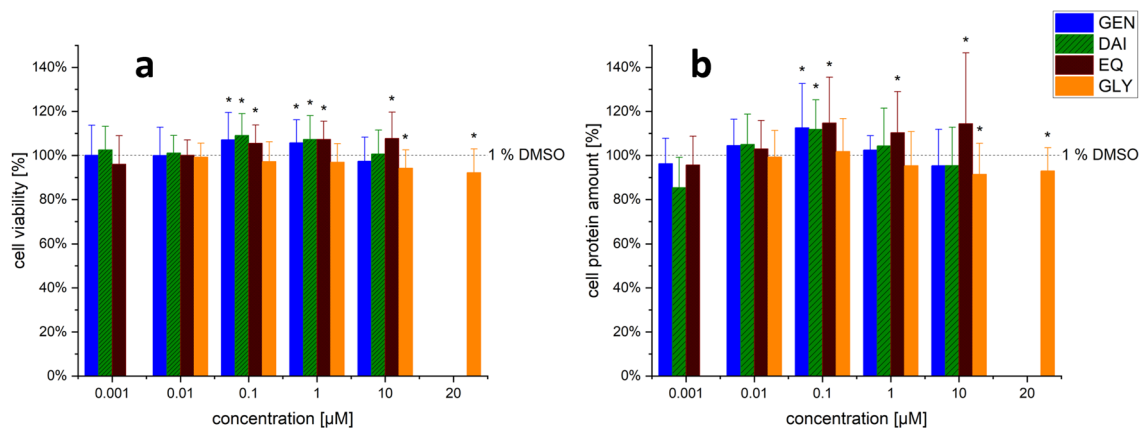 a
140%
120%
100%
80%
60%
40%
20%
0%
cell viability [%]
* * * * * * * * *
1 % DMSO
0.001 0.01 0.1 1 10 20
concentration [µM]
b
140%
120%
100%
80%
60%
40%
20%
0%
cell protein amount [%]
* * * * * * *
1 % DMSO
0.001 0.01 0.1 1 10 20
concentration [µM]
GEN
DAI
EQ
GLY